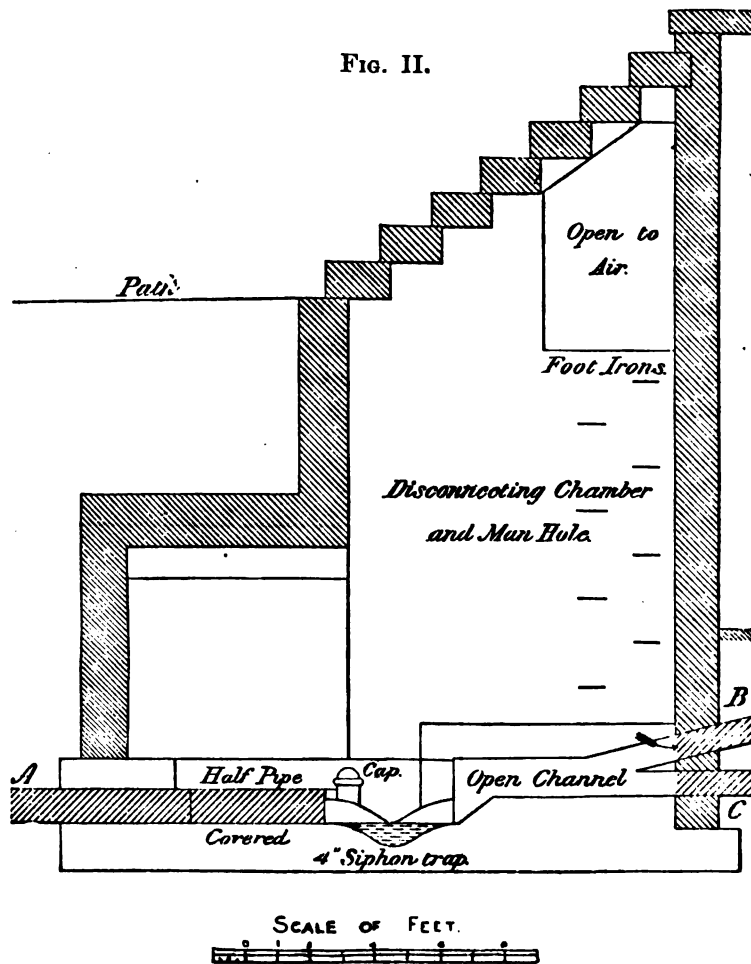 FIG. II.
Open to
Air.
Path
Foot Irons.
Disconnecting Chamber
and Man Hole.
B
A
Half Pipe
Cap.
Open Channel
C
Covered
4" Siphon trap.
SCALE OF FEET.